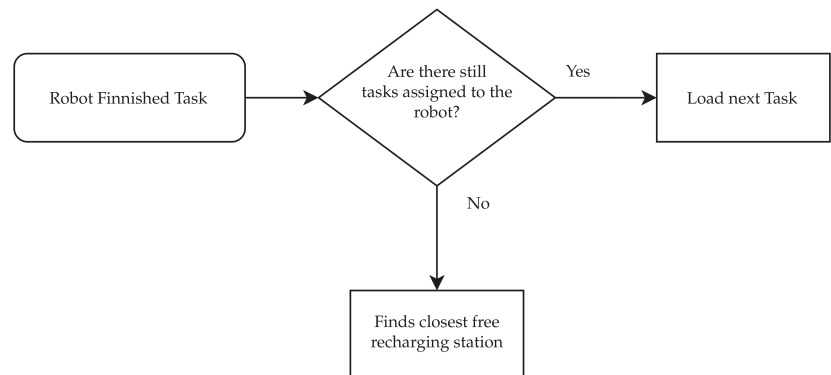 Robot Finnished Task
Are there still
tasks assigned to the
robot?
Yes
Load next Task
No
Finds closest free
recharging station